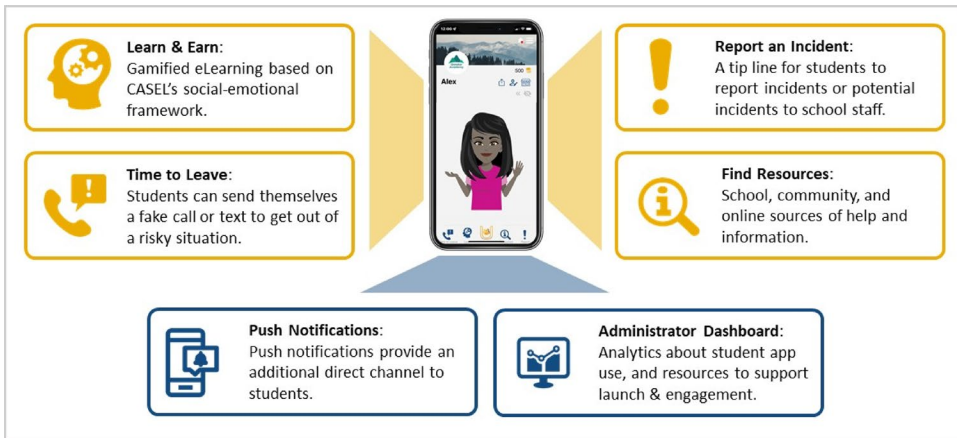 Learn & Earn:
Gamified eLearning based on
CASEL's social-emotional
framework.
Time to Leave:
Students can send themselves
a fake call or text to get out of
a risky situation.
500
Alex
Report an Incident:
A tip line for students to
report incidents or potential
incidents to school staff.
Find Resources:
School, community, and
online sources of help and
information.
Push Notifications:
Push notifications provide an
additional direct channel to
students.
Administrator Dashboard:
Analytics about student app
use, and resources to support
launch & engagement.